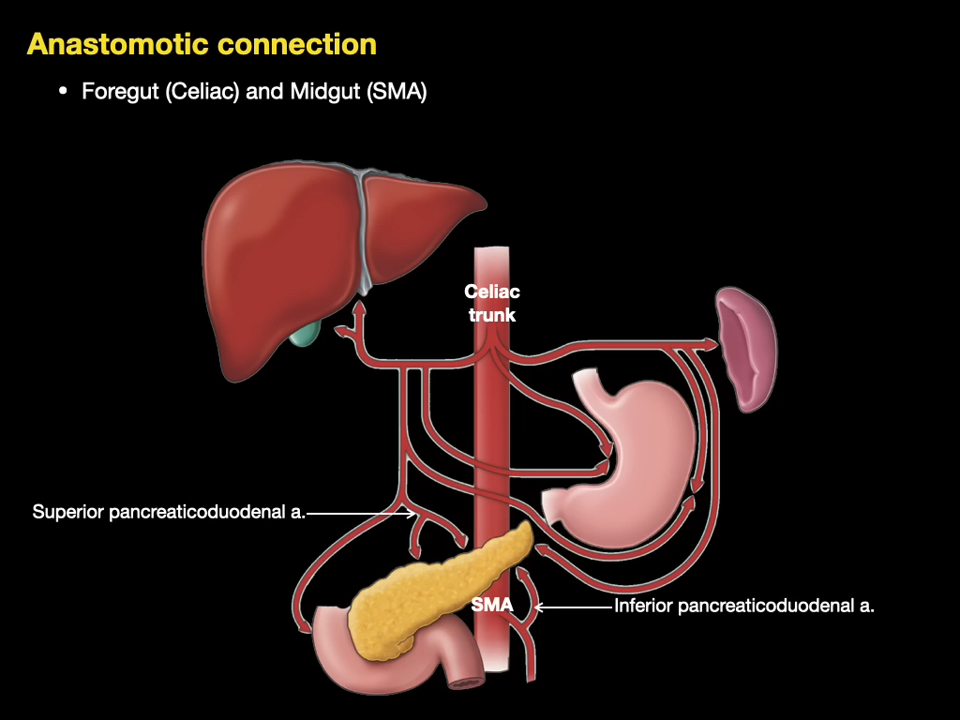 Anastomotic connection
• Foregut (Celiac) and Midgut (SMA)
Celiac
trunk
Superior pancreaticoduodenal a.
SMA
Inferior pancreaticoduodenal a.